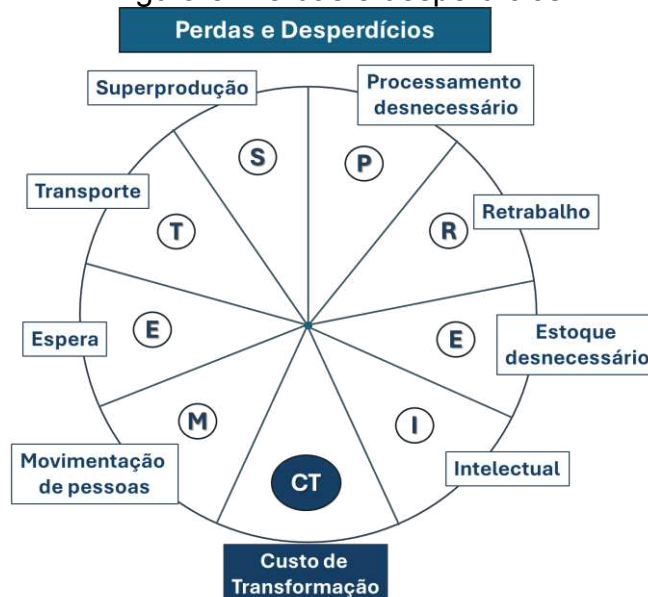 Perdas e Desperdícios
Superprodução
Processamento
desnecessário
S
P
Transporte
T
R
Retrabalho
Espera
E
E
Estoque
desnecessário
M
I
Movimentação
de pessoas
CT
Intelectual
Custo de
Transformação